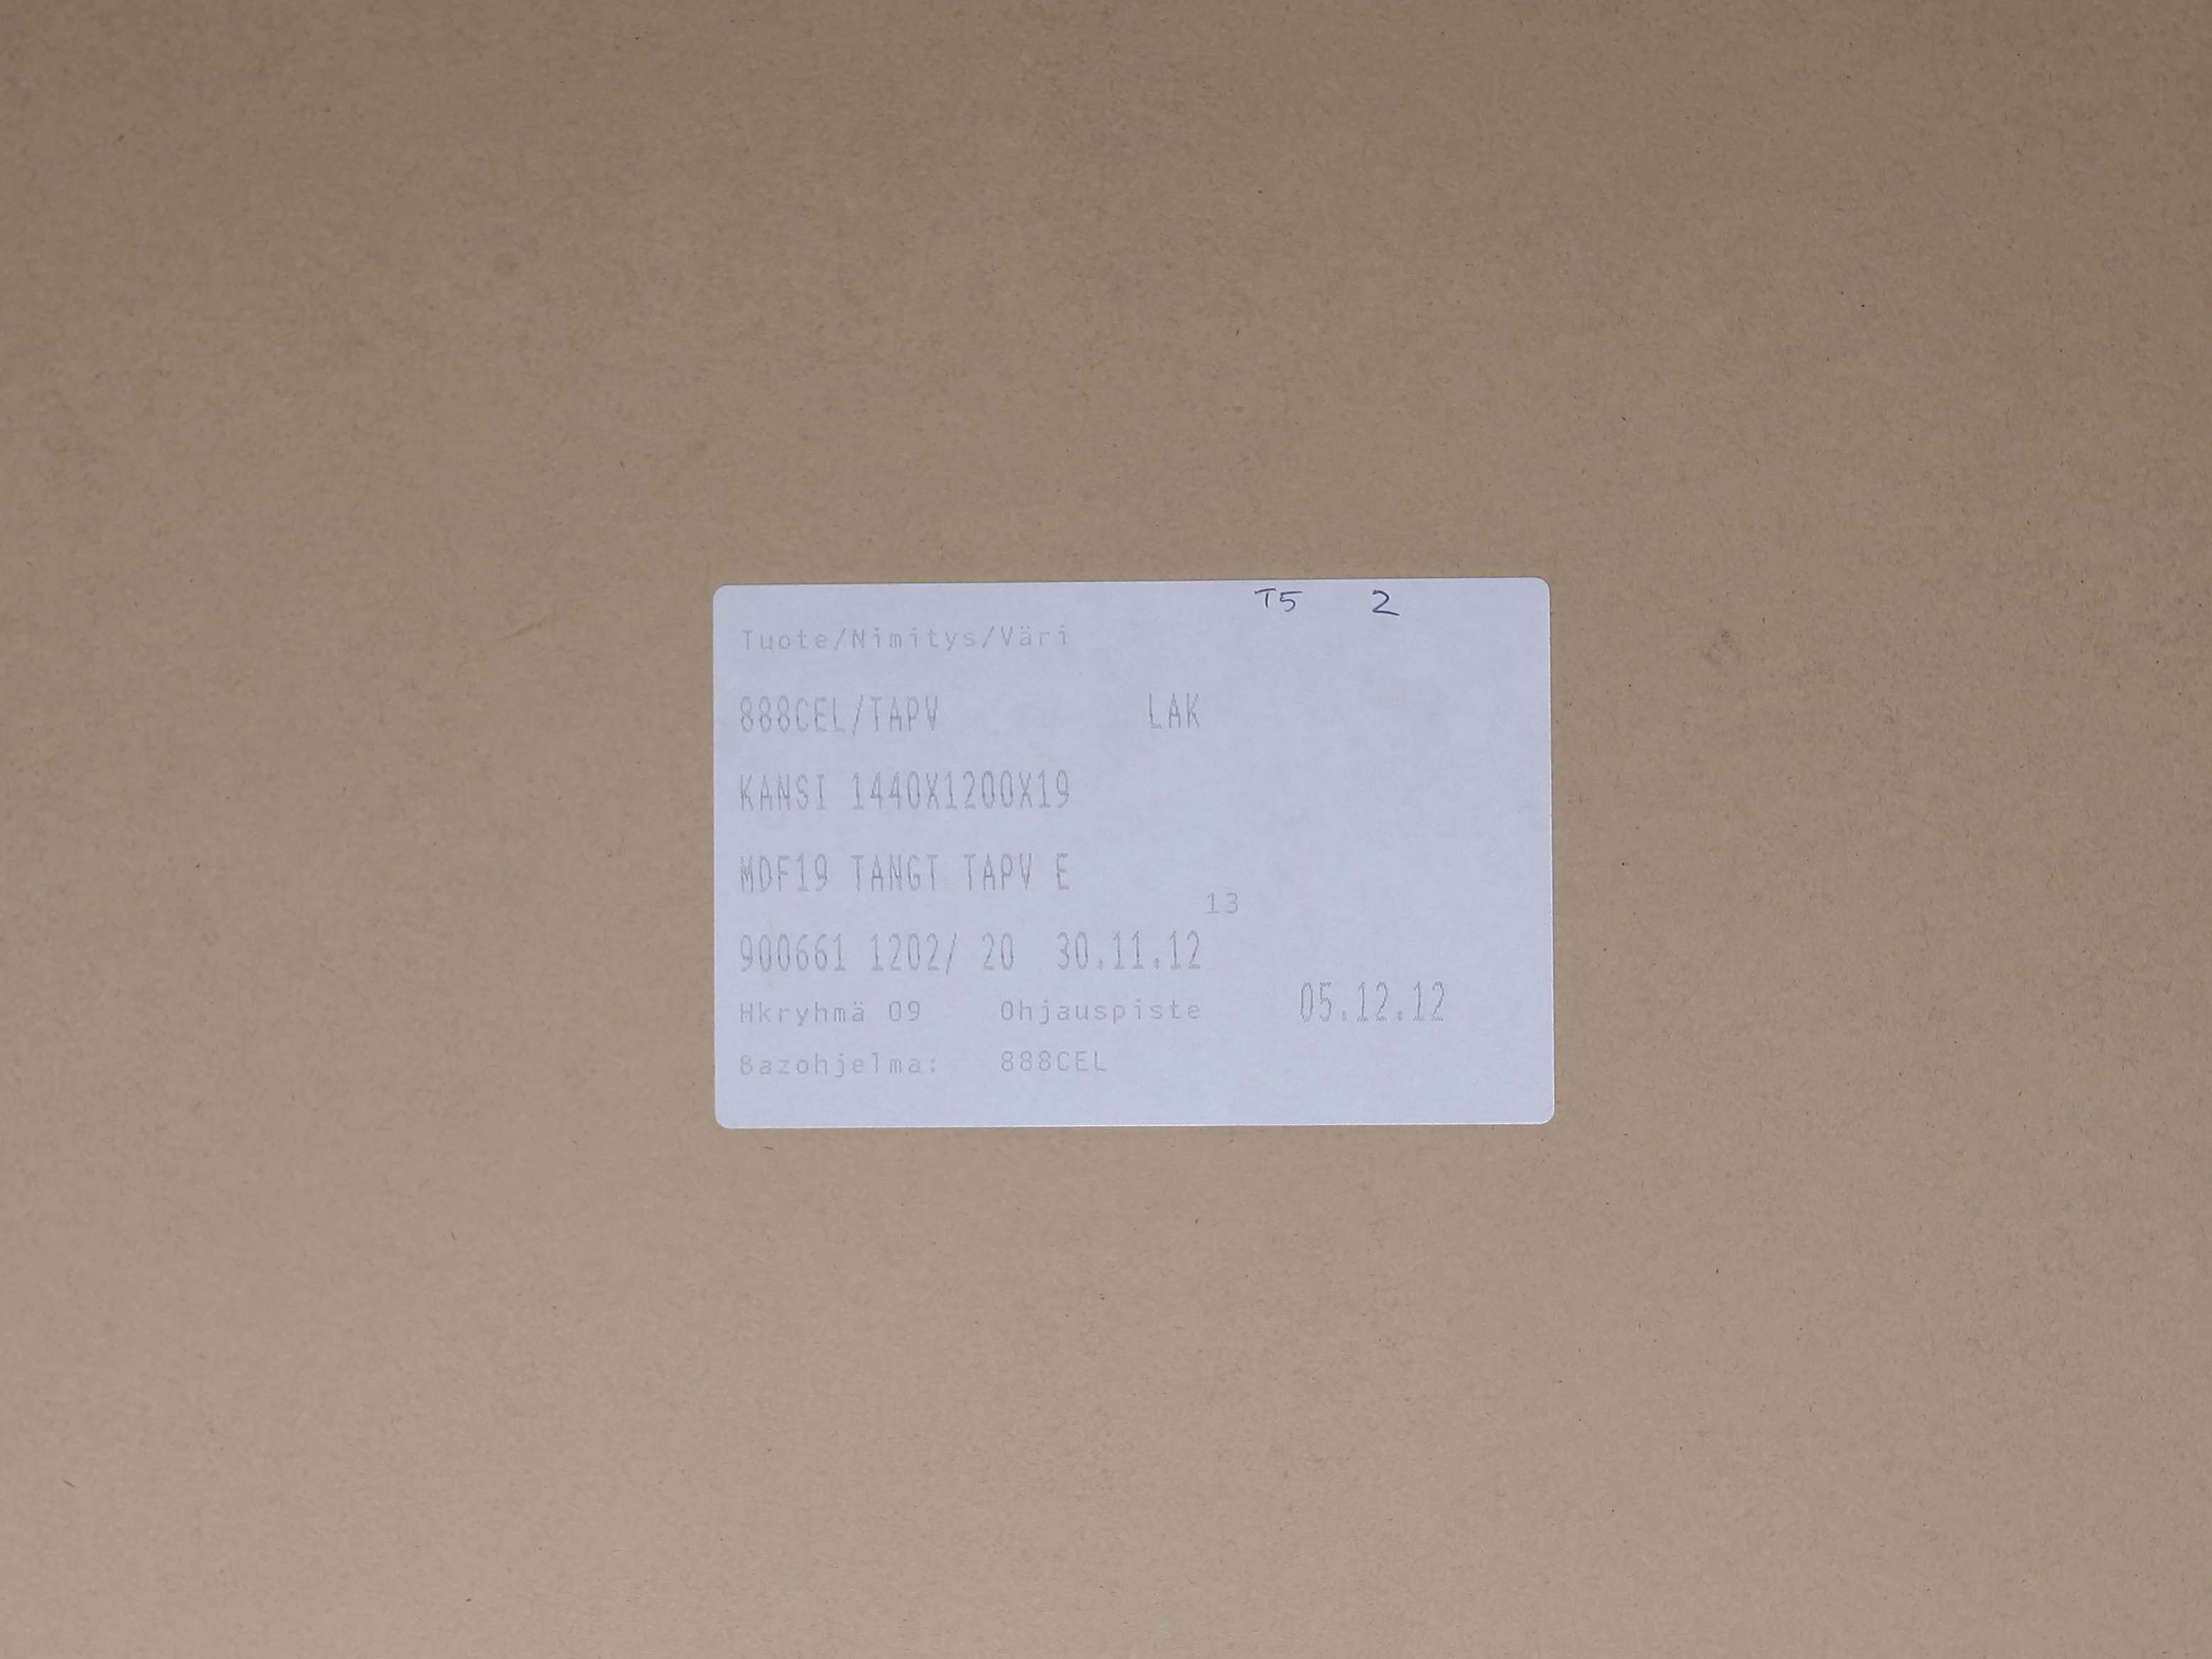 T5 2
Tuote/Nimitys/Väri
888CEL/TAPV LAK
KANSI 1440X1200X19
MDF19 TANGT TAPV E
13
900661 1202/ 20 30.11.12
Hkryhmä 09 Ohjauspiste 05.12.12
Bazohjelma: 888CEL